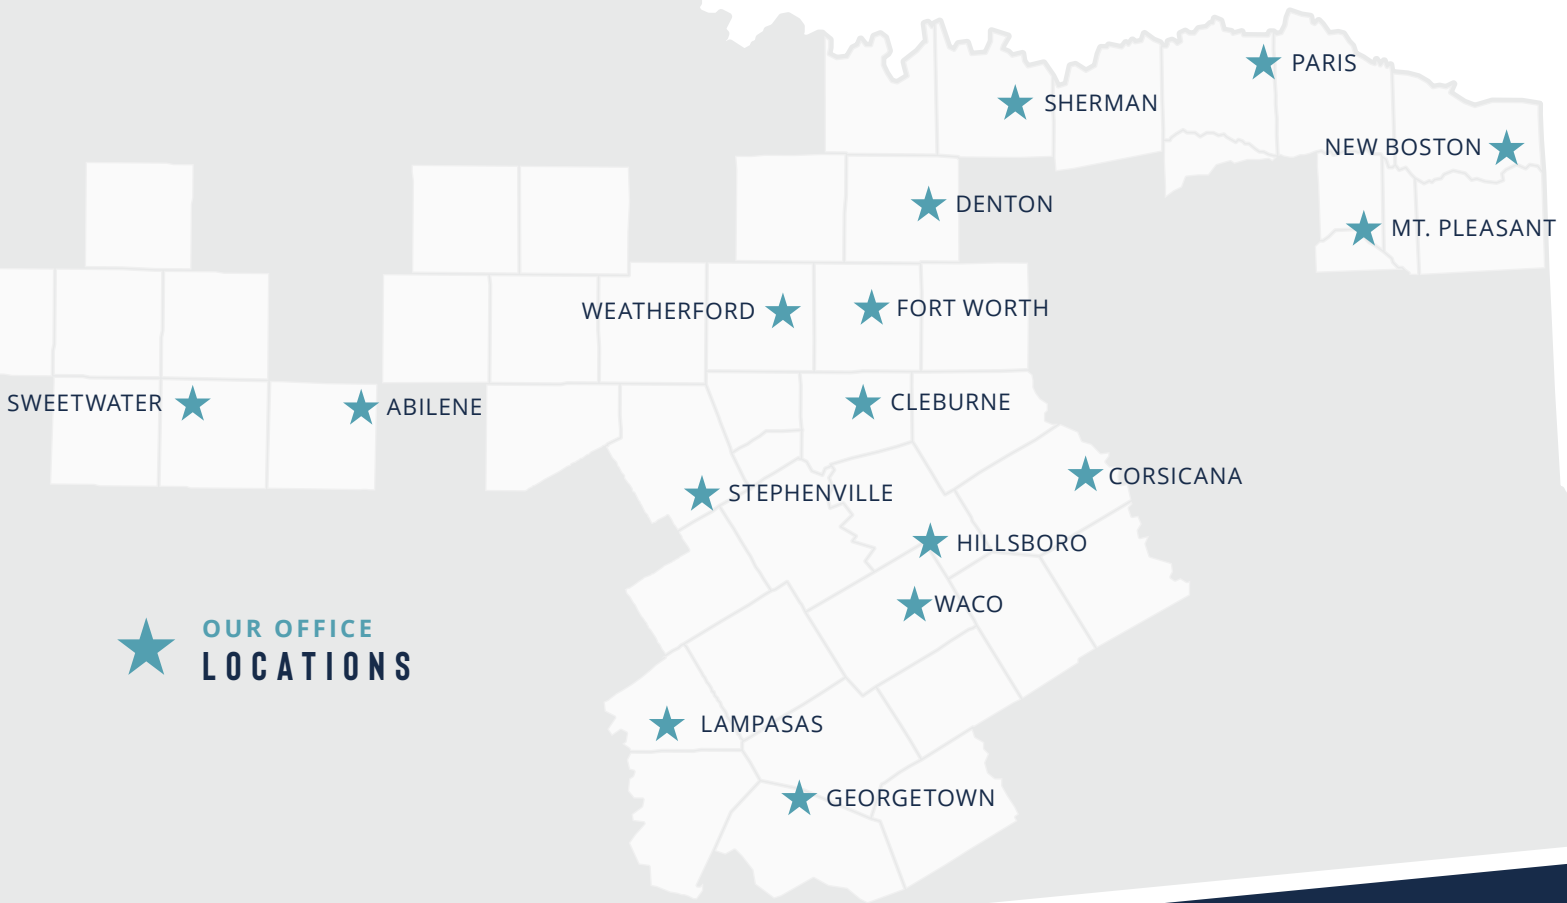 PARIS
SHERMAN
NEW BOSTON
DENTON
MT. PLEASANT
WEATHERFORD
FORT WORTH
SWEETWATER
ABILENE
CLEBURNE
CORSICANA
STEPHENVILLE
HILLSBORO
WACO
OUR OFFICE
LOCATIONS
LAMPASAS
GEORGETOWN